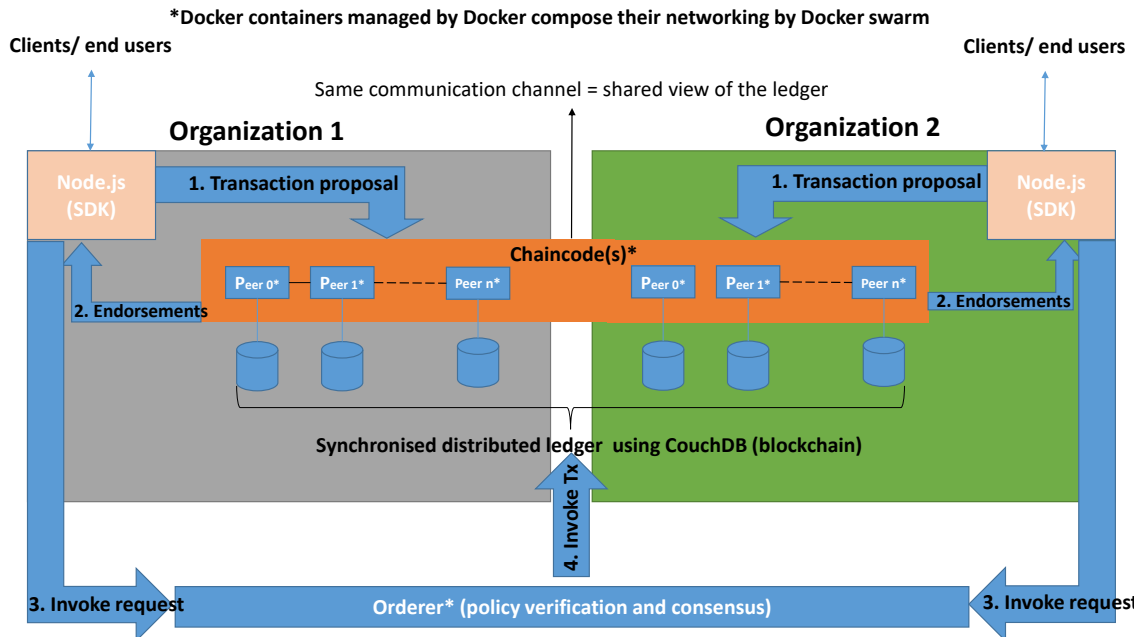 *Docker containers managed by Docker compose their networking by Docker swarm
Clients/ end users
Clients/ end users
Same communication channel = shared view of the ledger
Organization 1
Organization 2
Node.js
(SDK)
1. Transaction proposal
1. Transaction proposal
Node.js
(SDK)
Chaincode(s)*
Peer 0*
Peer 1*
Peer n*
Peer 0*
Peer 1*
Peer n*
2. Endorsements
2. Endorsements
Synchronised distributed ledger using CouchDB (blockchain)
4. Invoke Tx
3. Invoke request
Orderer* (policy verification and consensus)
3. Invoke request